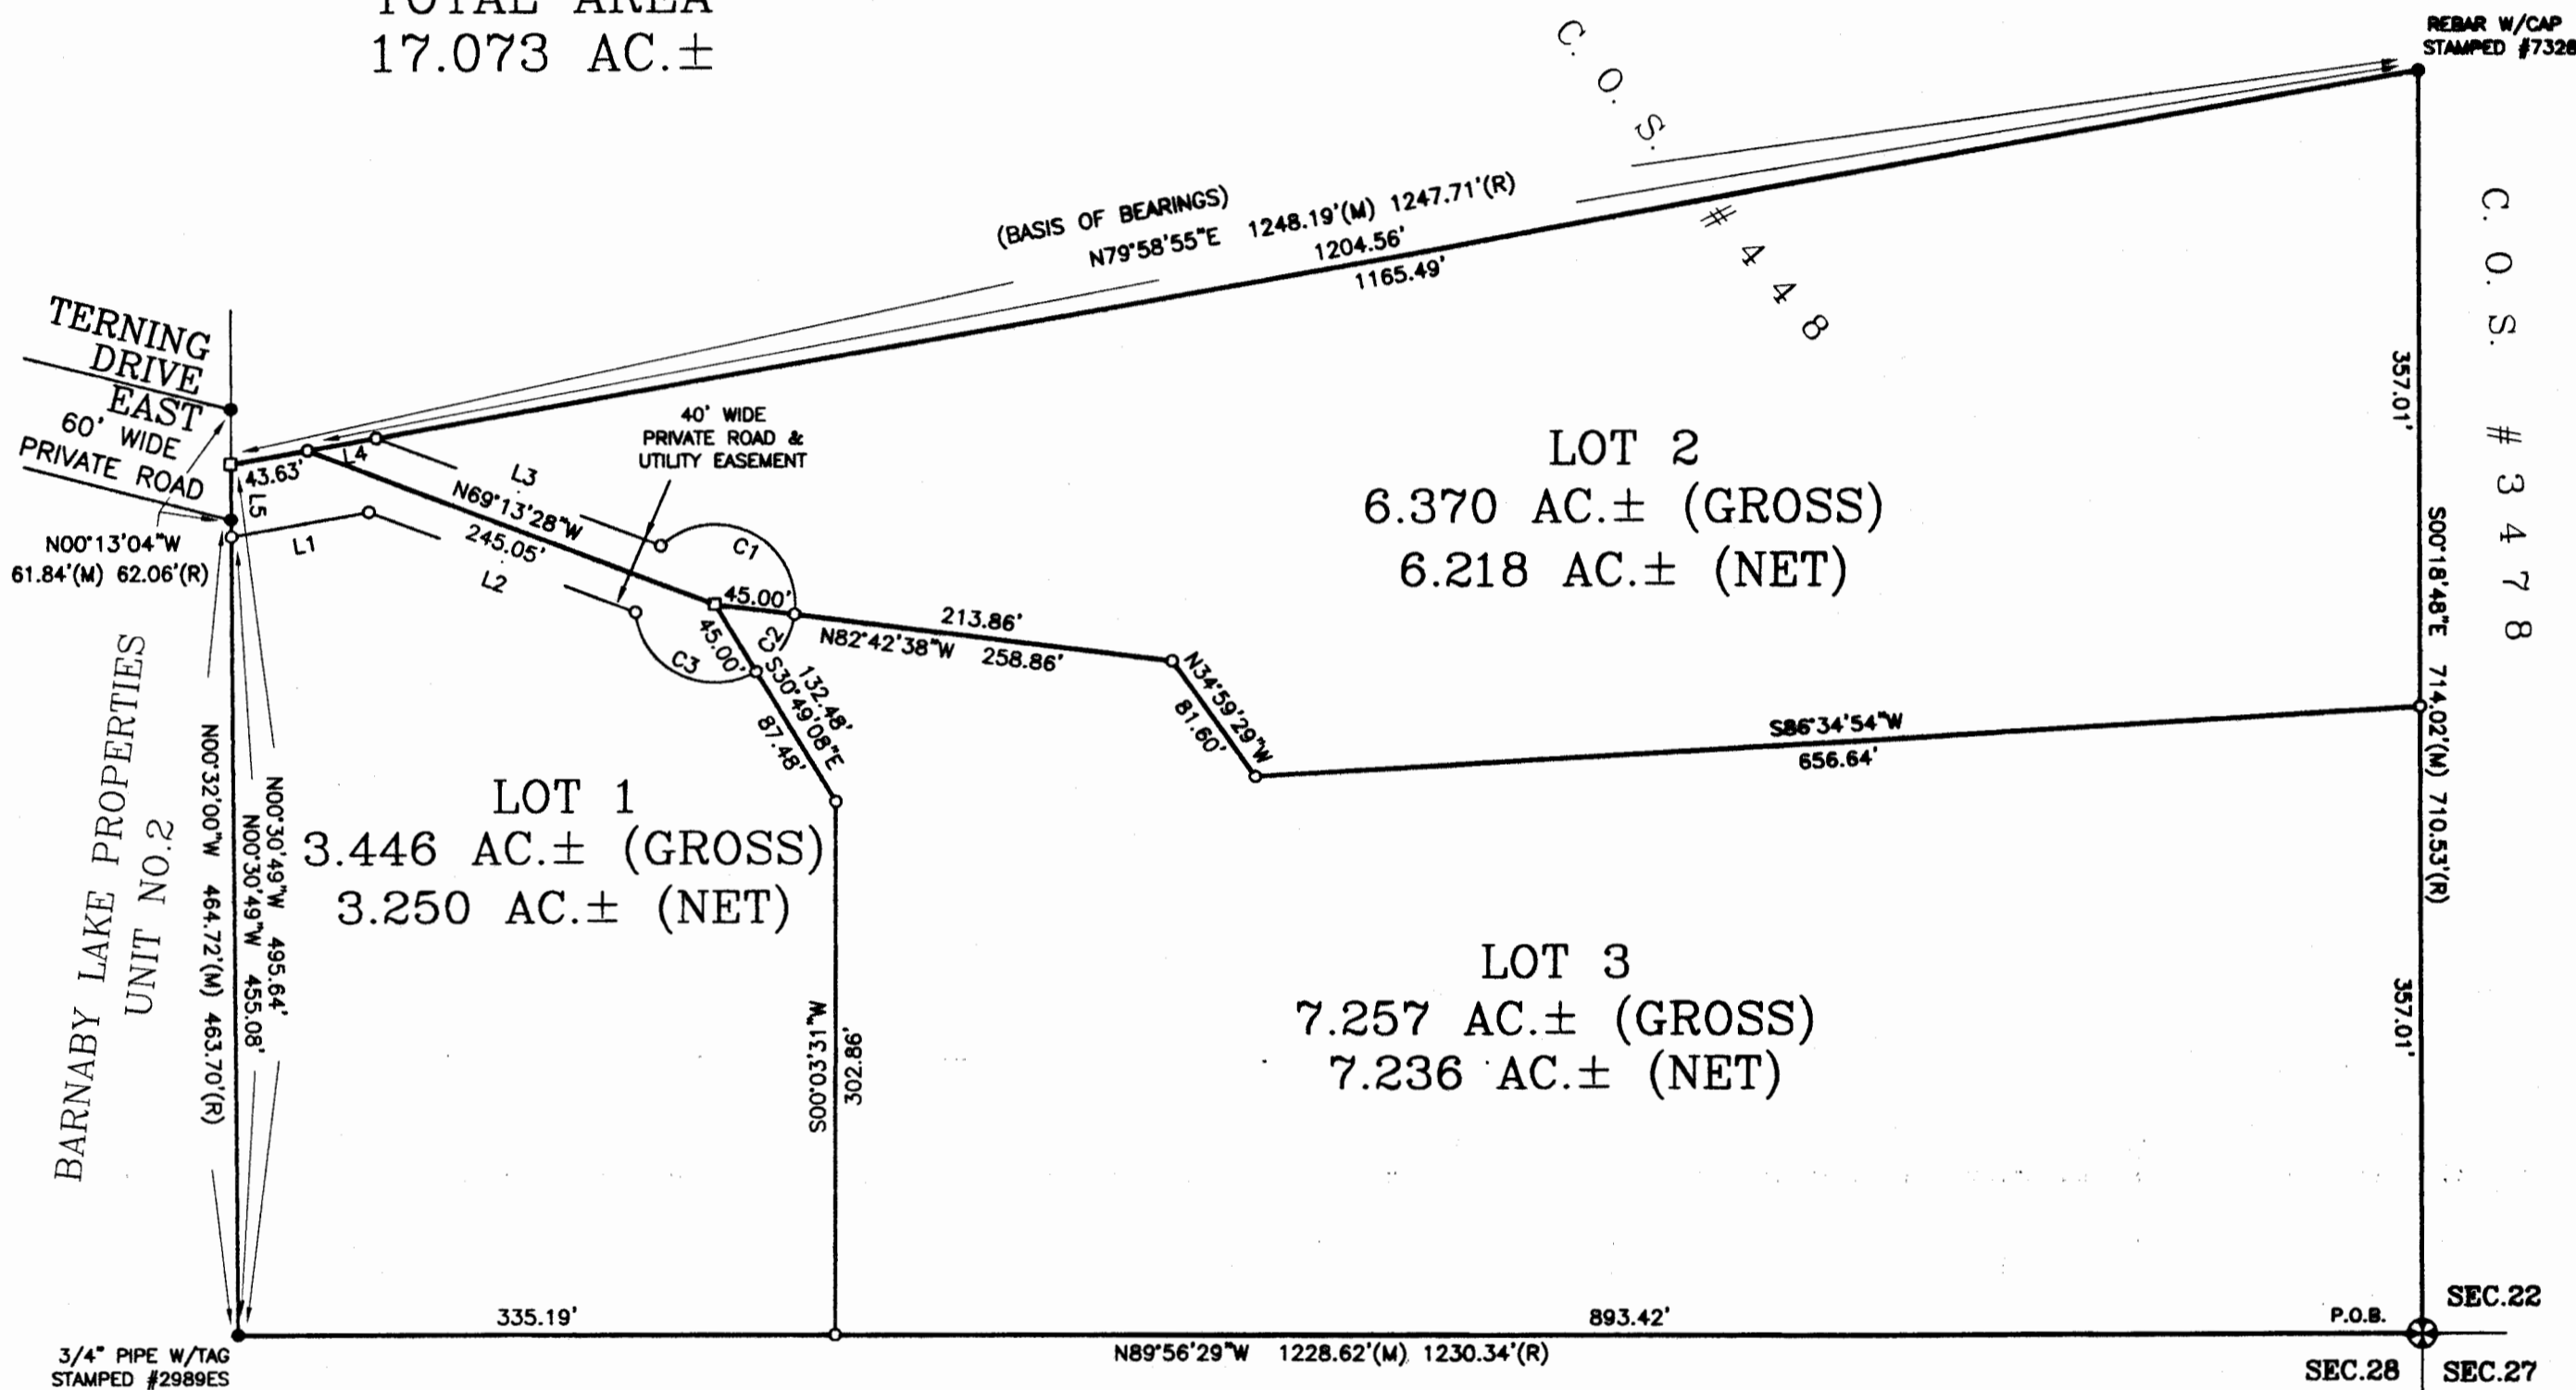 TOTAL AREA
17.073 AC.±
REBAR W/CAP
STAMPED #7328
C. O. S. # 448
C. O. S. # 3478
(BASIS OF BEARINGS)
N79°58'55"E 1248.19'(M) 1247.71'(R)
1204.56'
1165.49'
TERNING
DRIVE
EAST
60' WIDE
PRIVATE ROAD
N00°13'04"W
61.84'(M) 62.06'(R)
43.63'
L4
L5
L1
L3
N69°13'28"W
245.05'
L2
40' WIDE
PRIVATE ROAD &
UTILITY EASEMENT
C1
45.00'
C2
45.00'
C3
S30°49'08"E
132.48'
87.48'
213.86'
N82°42'38"W 258.86'
N34°59'29"W
81.60'
S86°34'54"W
656.64'
LOT 2
6.370 AC.± (GROSS)
6.218 AC.± (NET)
357.01'
S00°18'48"E 714.02'(M) 710.53'(R)
357.01'
BARNABY LAKE PROPERTIES
UNIT NO.2
N00°32'00"W 464.72'(M) 463.70'(R)
N00°30'49"W 455.08'
N00°30'49"W 495.64'
LOT 1
3.446 AC.± (GROSS)
3.250 AC.± (NET)
S00°03'31"W
302.86'
LOT 3
7.257 AC.± (GROSS)
7.236 AC.± (NET)
335.19'
893.42'
P.O.B.
SEC.22
N89°56'29"W 1228.62'(M) 1230.34'(R)
3/4" PIPE W/TAG
STAMPED #2989ES
SEC.28
SEC.27